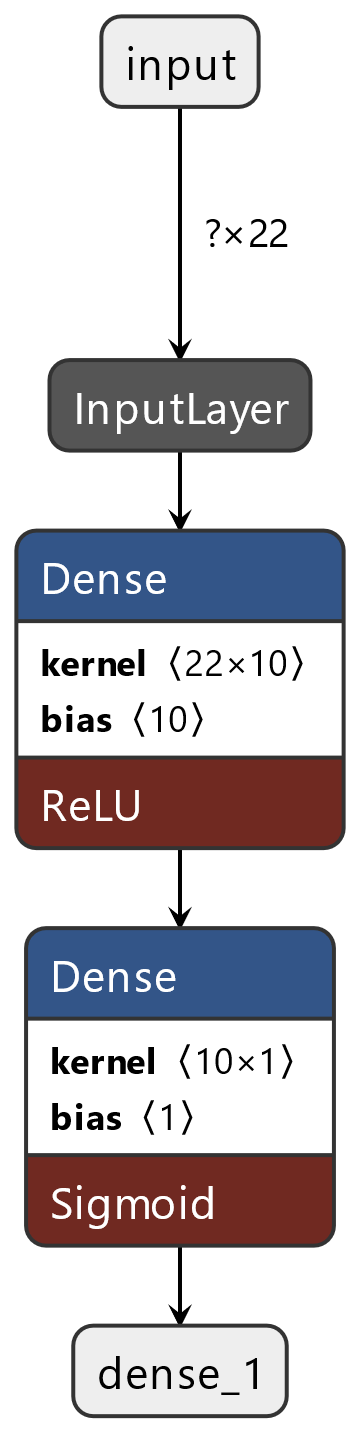 input
?×22
InputLayer
Dense
kernel 〈22×10〉
bias 〈10〉
ReLU
Dense
kernel 〈10×1〉
bias 〈1〉
Sigmoid
dense_1